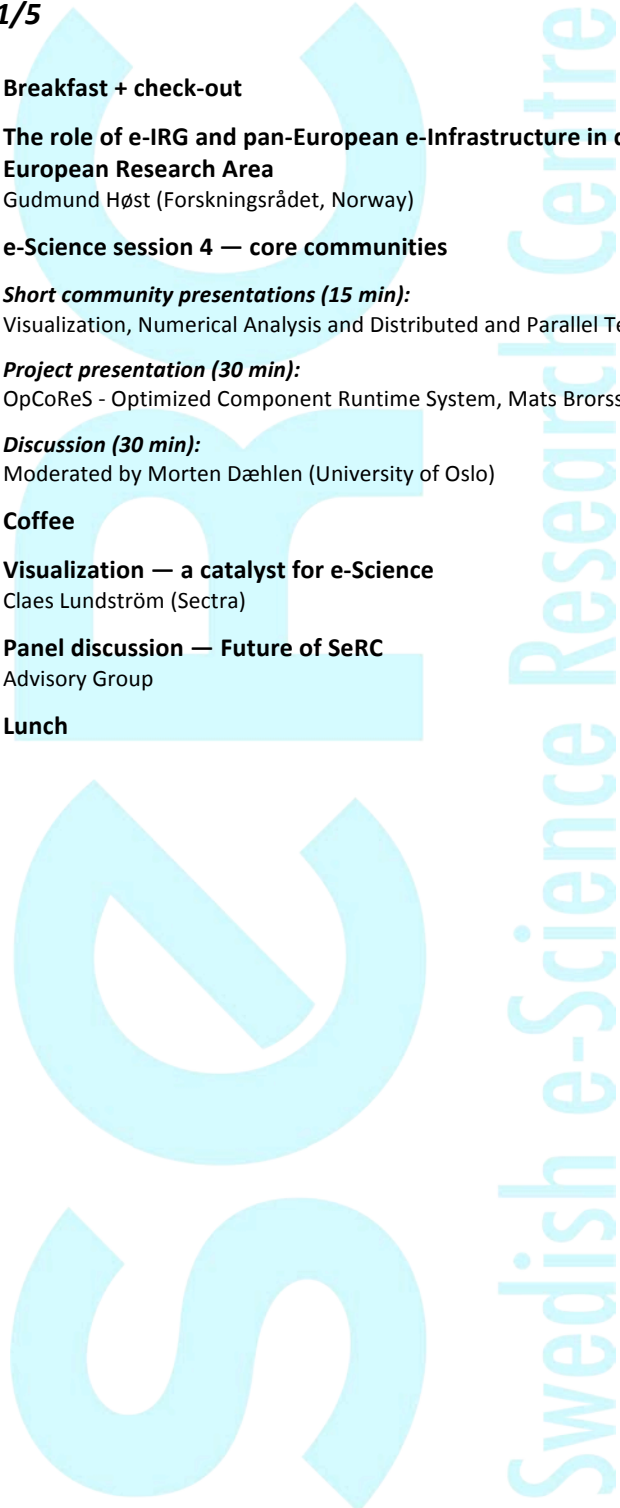 1/5
Breakfast + check-out
The role of e-IRG and pan-European e-Infrastructure in
European Research Area
Gudmund Høst (Forskningsrådet, Norway)
e-Science session 4 — core communities
Short community presentations (15 min):
Visualization, Numerical Analysis and Distributed and Parallel
Project presentation (30 min):
OpCoReS - Optimized Component Runtime System, Mats
Discussion (30 min):
Moderated by Morten Dæhlen (University of Oslo)
Coffee
Visualization — a catalyst for e-Science
Claes Lundström (Sectra)
Panel discussion — Future of SeRC
Advisory Group
Lunch
SeRC
Swedish e-Science Research Centre